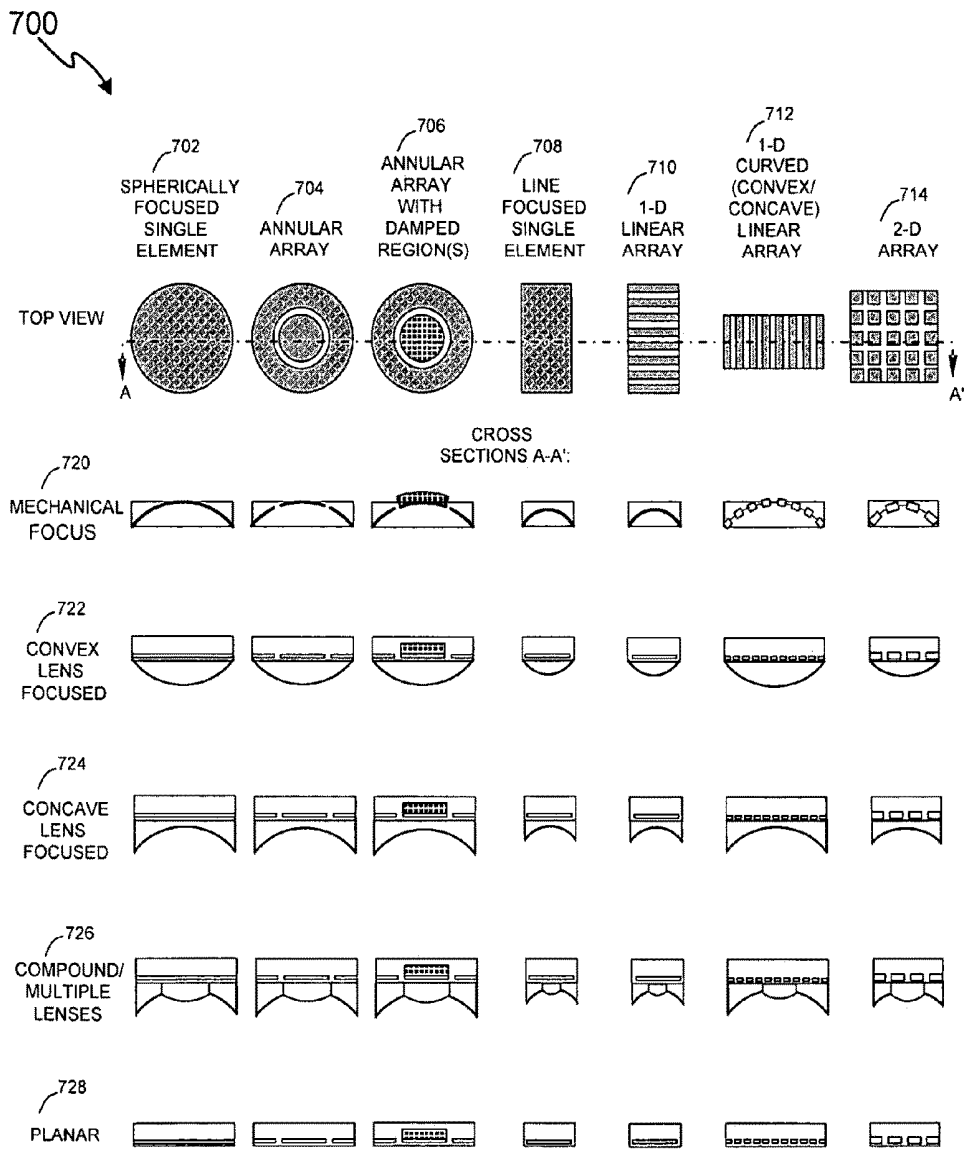 700
702
SPHERICALLY
FOCUSED
SINGLE
ELEMENT
704
ANNULAR
ARRAY
706
ANNULAR
ARRAY
WITH
DAMPED
REGION(S)
708
LINE
FOCUSED
SINGLE
ELEMENT
710
1-D
LINEAR
ARRAY
712
1-D
CURVED
(CONVEX/
CONCAVE)
LINEAR
ARRAY
714
2-D
ARRAY
TOP VIEW
A
A'
CROSS
SECTIONS A-A':
720
MECHANICAL
FOCUS
722
CONVEX
LENS
FOCUSED
724
CONCAVE
LENS
FOCUSED
726
COMPOUND/
MULTIPLE
LENSES
728
PLANAR